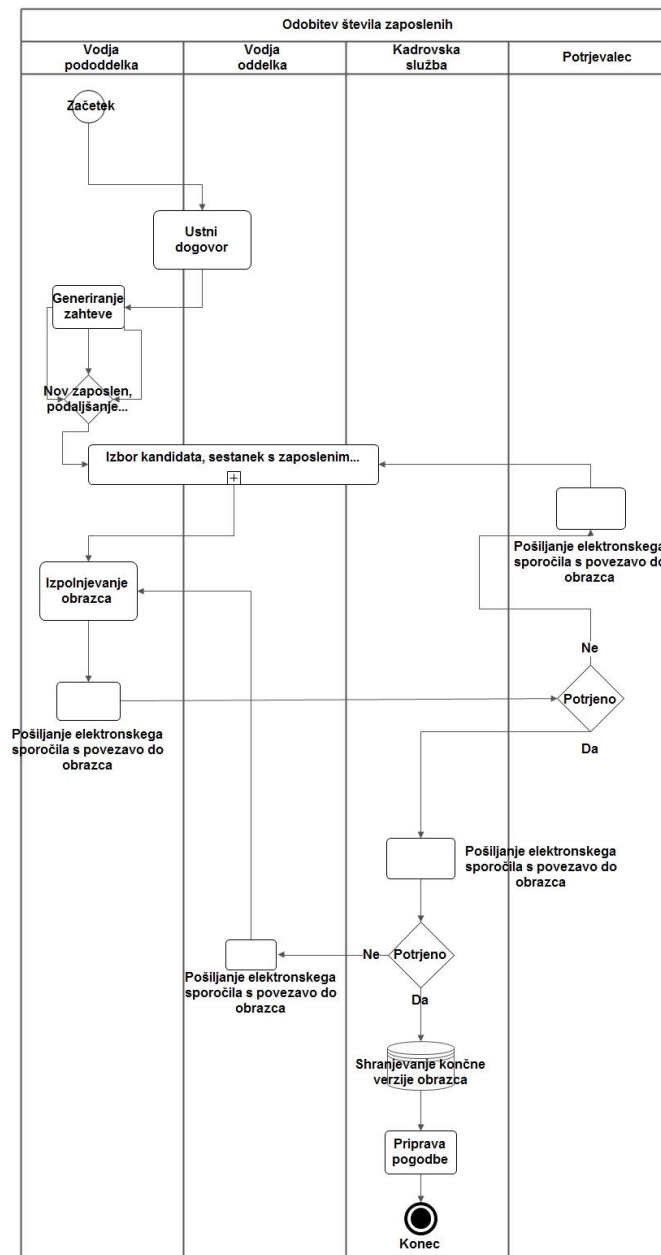 Odobitev števila zaposlenih
Vodja
pododdelka
Vodja
oddelka
Kadrovska
služba
Potrjevalec
Začetek
Ustni
dogovor
Generiranje
zahteve
Nov zaposlen,
podaljšanje...
Izbor kandidata, sestanek s zaposlenim...
Pošiljanje elektronskega
sporočila s povezavo do
obrazca
Izpolnjevanje
obrazca
Ne
Potrjeno
Pošiljanje elektronskega
sporočila s povezavo do
obrazca
Da
Pošiljanje elektronskega
sporočila s povezavo do
obrazca
Ne
Potrjeno
Pošiljanje elektronskega
sporočila s povezavo do
obrazca
Da
Shranjevanje končne
verzije obrazca
Priprava
pogodbe
Konec